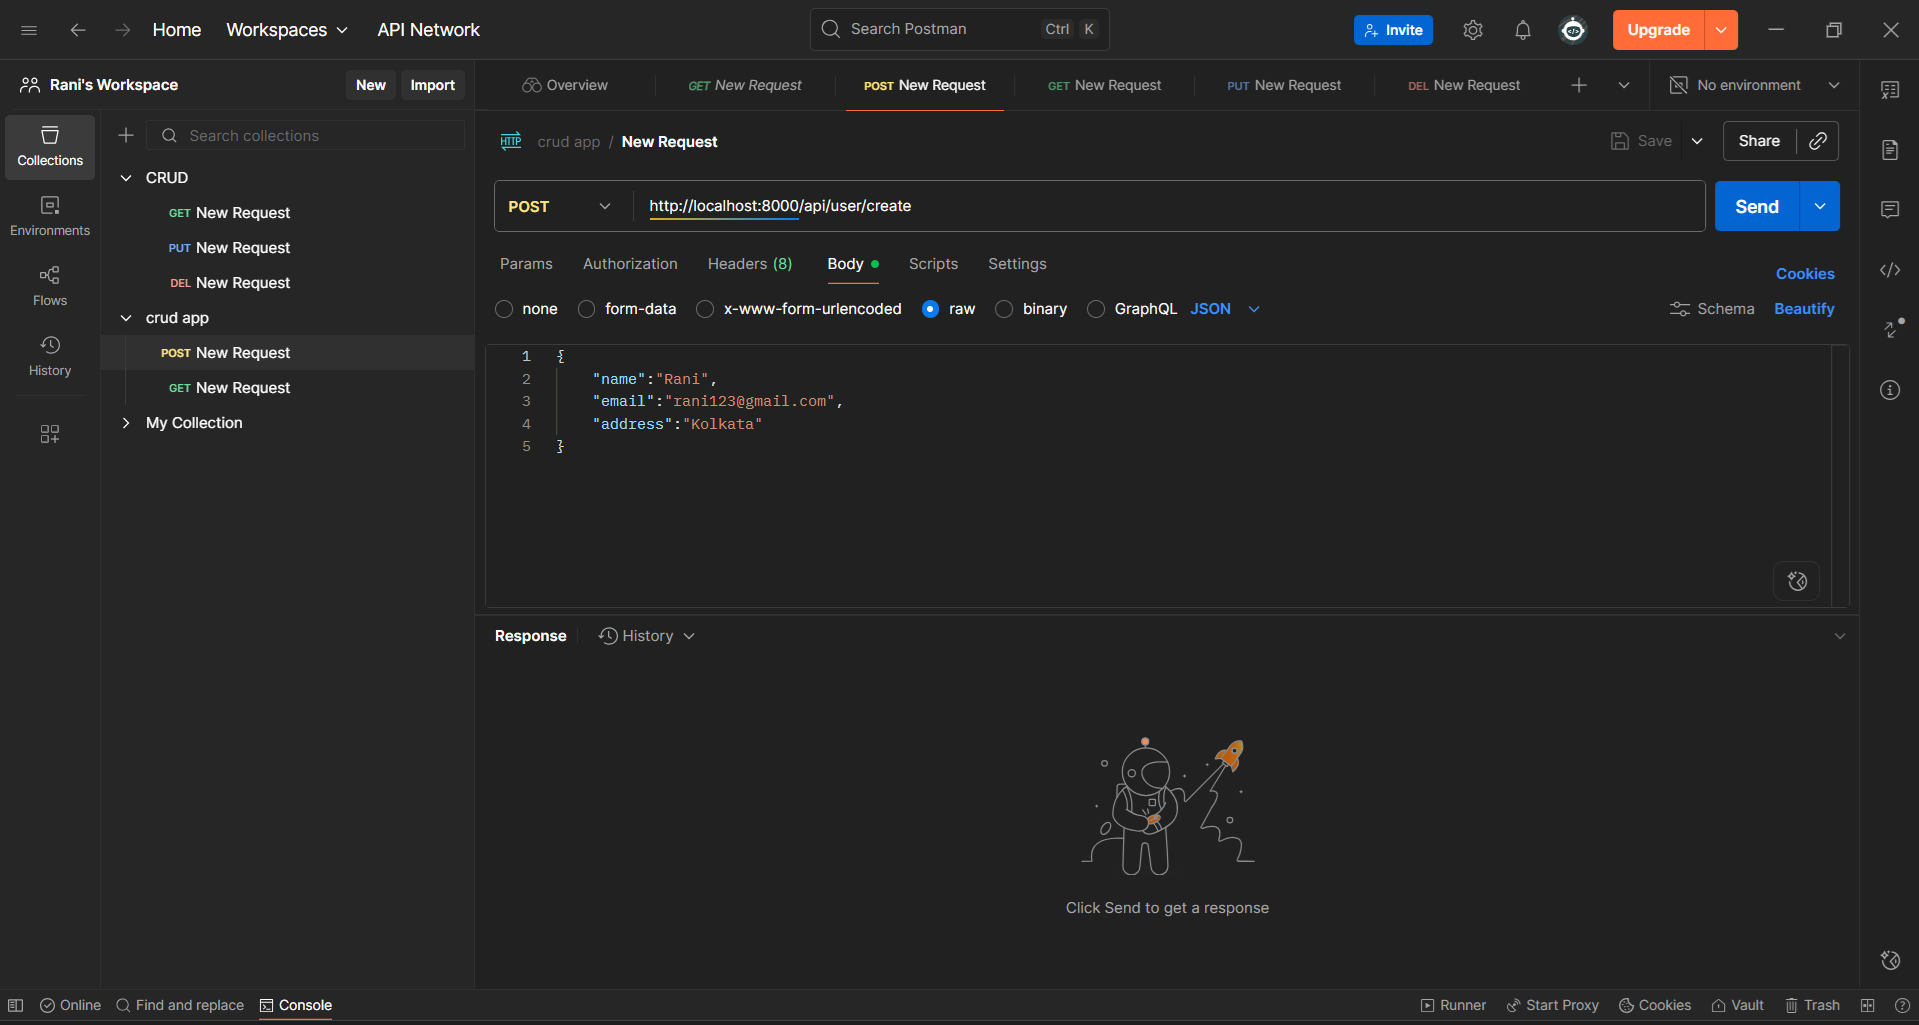 Home Workspaces API Network Search Postman Ctrl K Invite Upgrade
Rani's Workspace New Import
Overview GET New Request POST New Request GET New Request PUT New Request DEL New Request No environment
Collections
Environments
Flows
History
Search collections
CRUD
GET New Request
PUT New Request
DEL New Request
crud app
POST New Request
GET New Request
My Collection
HTTP crud app / New Request Save Share
POST http://localhost:8000/api/user/create Send
Params Authorization Headers (8) Body Scripts Settings Cookies
none form-data x-www-form-urlencoded raw binary GraphQL JSON Schema Beautify
1 {
2 "name":"Rani",
3 "email":"rani123@gmail.com",
4 "address":"Kolkata"
5 }
Response History
Click Send to get a response
Online Find and replace Console Runner Start Proxy Cookies Vault Trash